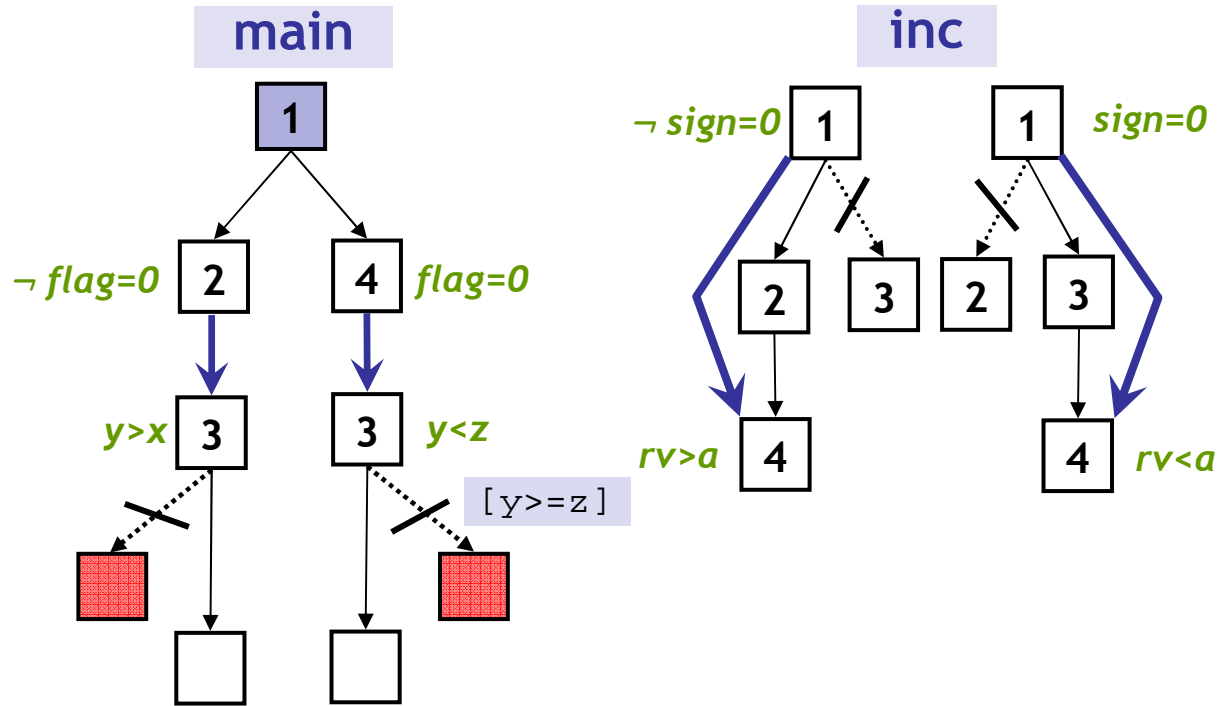 main
1
¬ flag=0
2
4
flag=0
y>x
3
3
y<z
[y>=z]
inc
¬ sign=0
1
1
sign=0
2
3
2
3
rv>a
4
4
rv<a